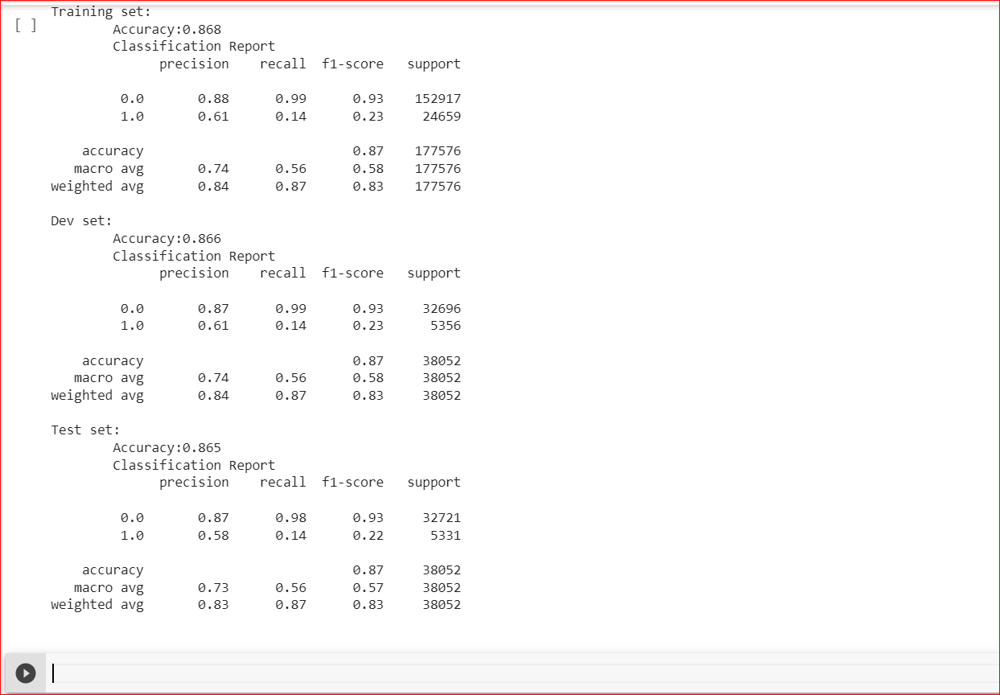 Training set:
[ ]
Accuracy:0.868
Classification Report
precision recall f1-score support
0.0 0.88 0.99 0.93 152917
1.0 0.61 0.14 0.23 24659
accuracy 0.87 177576
macro avg 0.74 0.56 0.58 177576
weighted avg 0.84 0.87 0.83 177576
Dev set:
Accuracy:0.866
Classification Report
precision recall f1-score support
0.0 0.87 0.99 0.93 32696
1.0 0.61 0.14 0.23 5356
accuracy 0.87 38052
macro avg 0.74 0.56 0.58 38052
weighted avg 0.84 0.87 0.83 38052
Test set:
Accuracy:0.865
Classification Report
precision recall f1-score support
0.0 0.87 0.98 0.93 32721
1.0 0.58 0.14 0.22 5331
accuracy 0.87 38052
macro avg 0.73 0.56 0.57 38052
weighted avg 0.83 0.87 0.83 38052